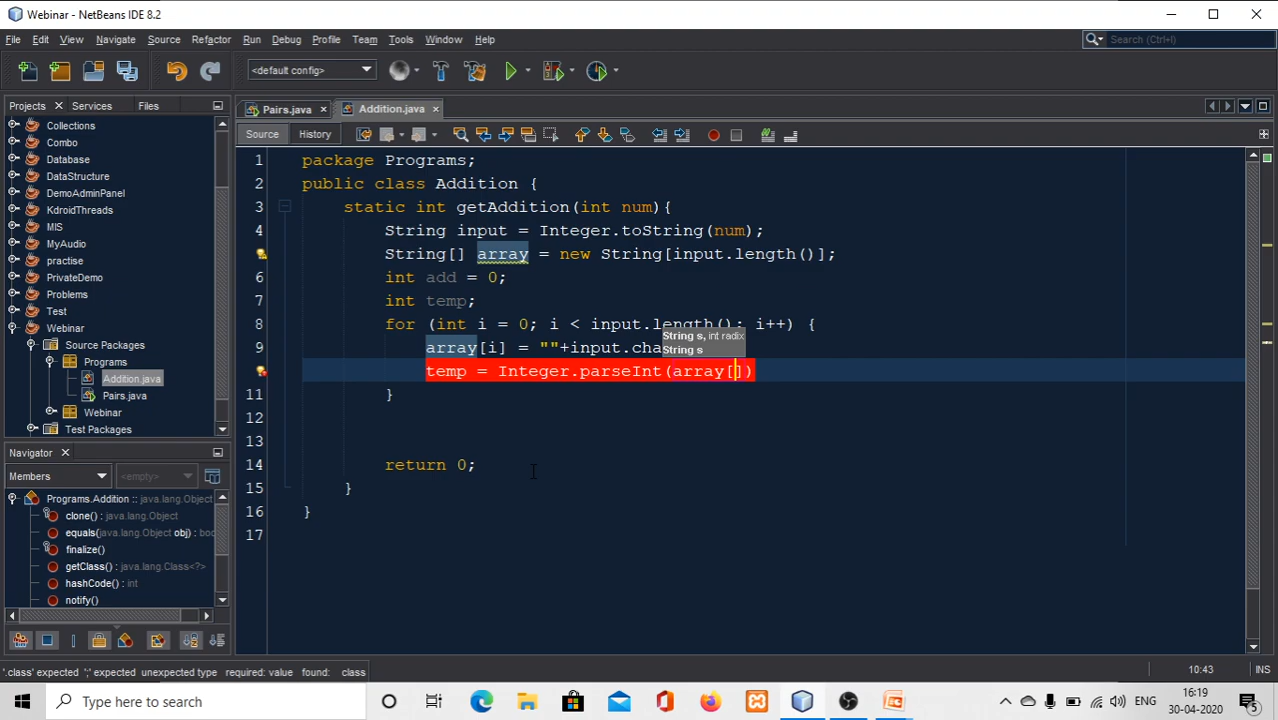 Webinar - NetBeans IDE 8.2
File Edit View Navigate Source Refactor Run Debug Profile Team Tools Window Help
Search (Ctrl+I)
<default config>
Projects Services Files
Pairs.java Addition.java
Source History
Collections
Combo
Database
DataStructure
DemoAdminPanel
KdroidThreads
MIS
MyAudio
practise
PrivateDemo
Problems
Test
Webinar
Source Packages
Programs
Addition.java
Pairs.java
Webinar
Test Packages
1 package Programs;
2 public class Addition {
3 static int getAddition(int num){
4 String input = Integer.toString(num);
String[] array = new String[input.length()];
6 int add = 0;
7 int temp;
8 for (int i = 0; i < input.length(); i++) {
String s, int radix
String s
9 array[i] = ""+input.cha
temp = Integer.parseInt(array[])
11 }
12
13
14 return 0;
15 }
16 }
17
Navigator
Members <empty>
Programs.Addition :: java.lang.Object
clone() : java.lang.Object
equals(java.lang.Object obj) : boo
finalize()
getClass() : java.lang.Class<?>
hashCode() : int
notify()
'.class' expected ';' expected unexpected type required: value found: class
10:43 INS
Type here to search
ENG
16:19
30-04-2020
5